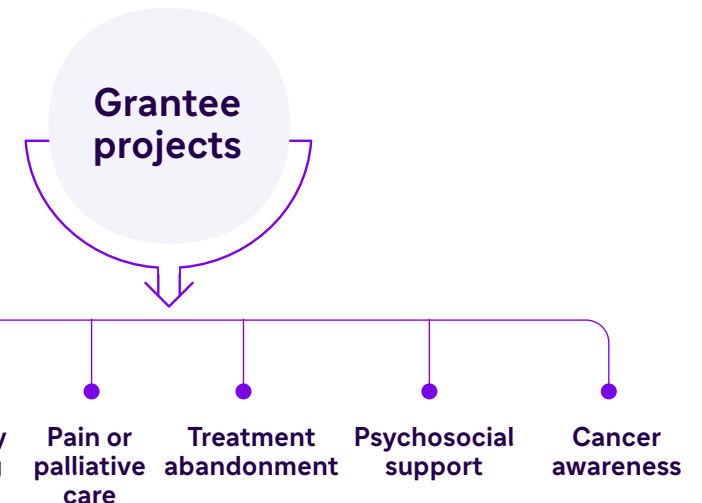 Grantee
projects
Pain or
palliative
care
Treatment
abandonment
Psychosocial
support
Cancer
awareness